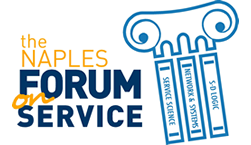 the
NAPLES
FORUM
on
SERVICE
SERVICE SCIENCE
NETWORK & SYSTEMS
S-D LOGIC